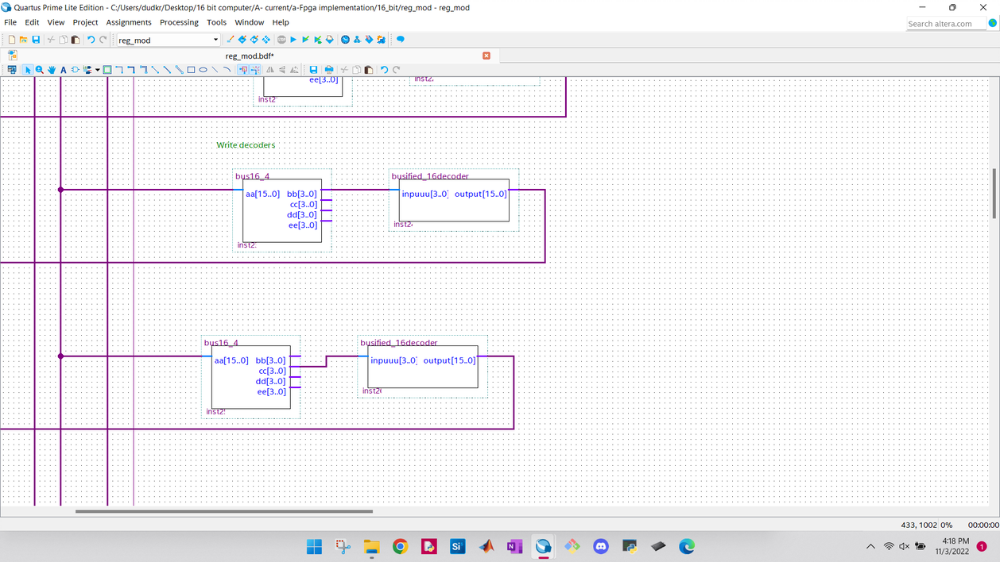 Quartus Prime Lite Edition - C:/Users/dudkr/Desktop/16 bit computer/A- current/a-Fpga implementation/16_bit/reg_mod - reg_mod
File Edit View Project Assignments Processing Tools Window Help
Search altera.com
reg_mod
STOP
reg_mod.bdf*
A
ee[3..0]
inst2
Write decoders
bus16_4 busified_16decoder
aa[15..0] bb[3..0] inpuuu[3..0] output[15..0]
cc[3..0]
dd[3..0]
ee[3..0]
inst2
bus16_4 busified_16decoder
aa[15..0] bb[3..0] inpuuu[3..0] output[15..0]
cc[3..0]
dd[3..0]
ee[3..0]
433, 1002 0% 00:00:00
Si
N
4:18 PM
11/3/2022
1